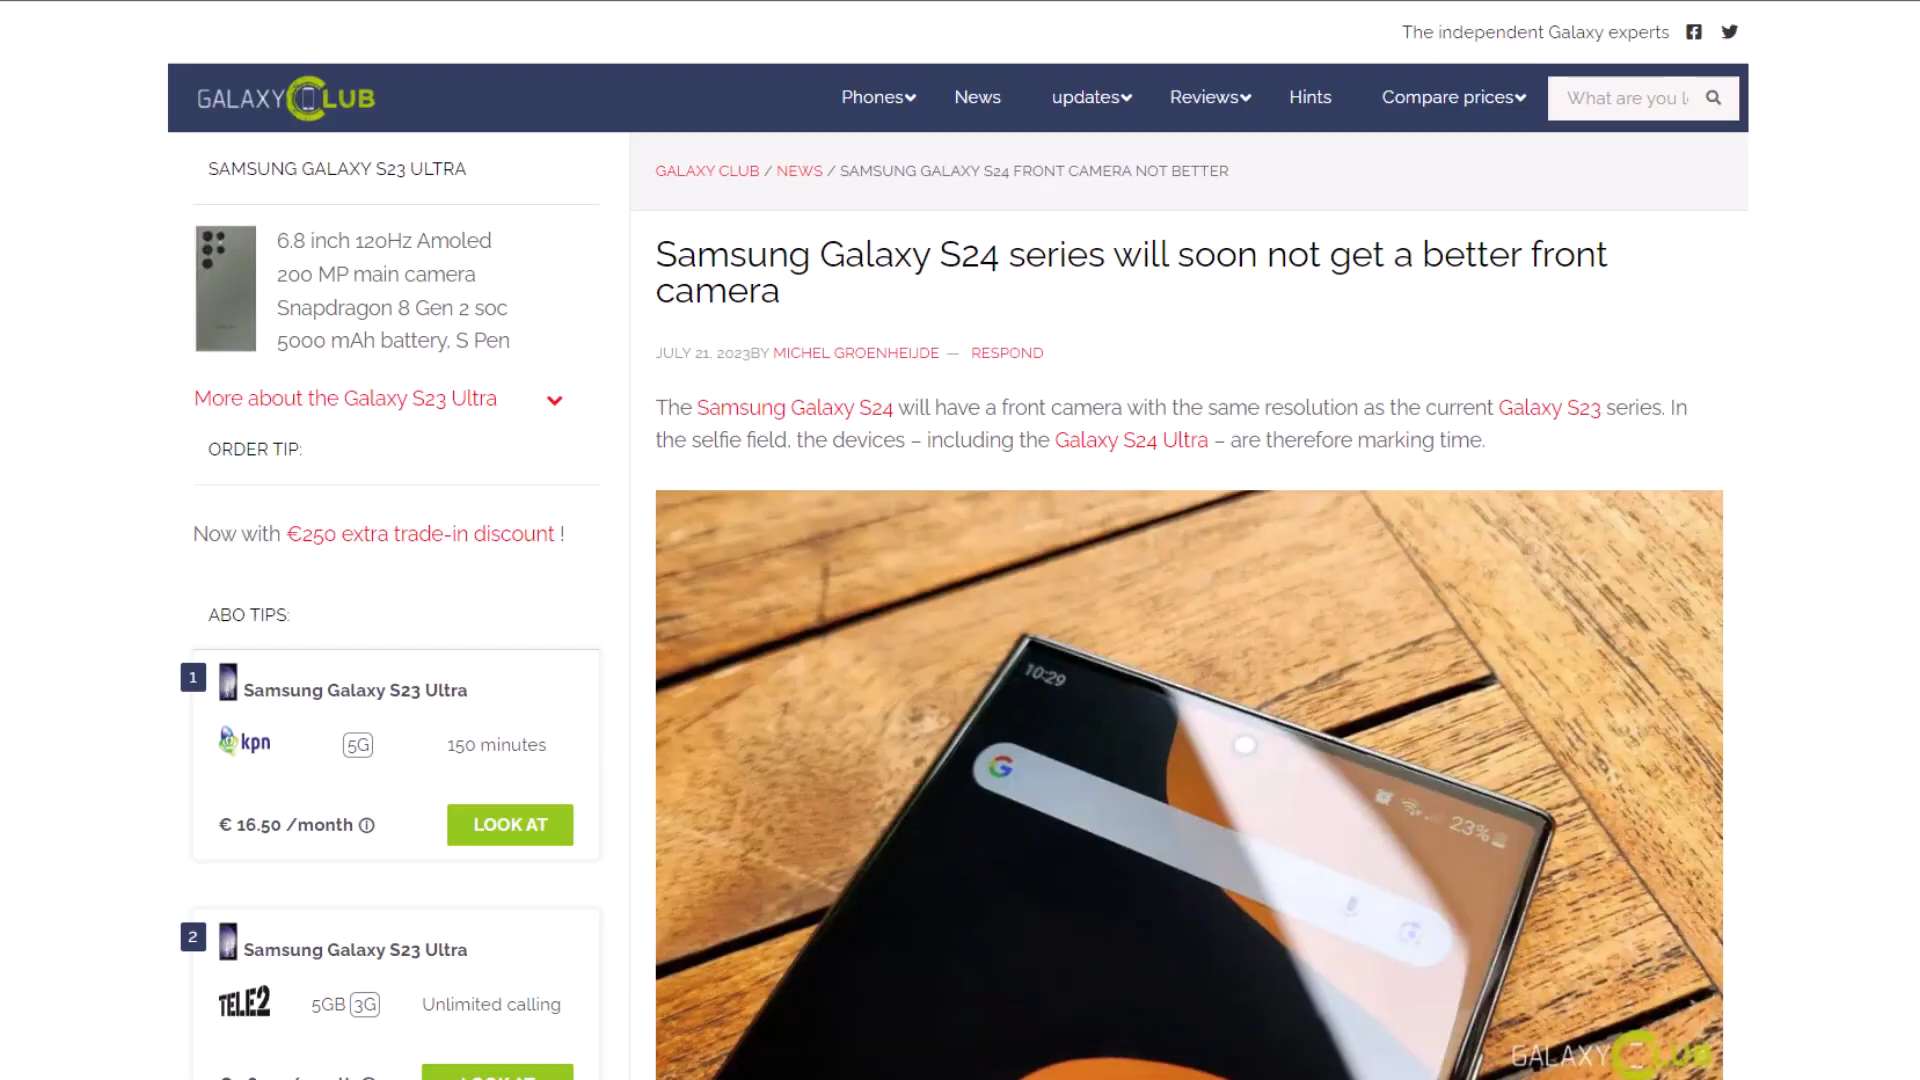 The independent Galaxy experts
GALAXY CLUB
Phones
News
updates
Reviews
Hints
Compare prices
What are you l
SAMSUNG GALAXY S23 ULTRA
6.8 inch 120Hz Amoled
200 MP main camera
Snapdragon 8 Gen 2 soc
5000 mAh battery, S Pen
More about the Galaxy S23 Ultra
ORDER TIP:
Now with €250 extra trade-in discount !
ABO TIPS:
1
Samsung Galaxy S23 Ultra
kpn
5G
150 minutes
€ 16.50 /month
LOOK AT
2
Samsung Galaxy S23 Ultra
TELE2
5GB 3G
Unlimited calling
LOOK AT
GALAXY CLUB / NEWS / SAMSUNG GALAXY S24 FRONT CAMERA NOT BETTER
Samsung Galaxy S24 series will soon not get a better front
camera
JULY 21, 2023BY MICHEL GROENHEIJDE — RESPOND
The Samsung Galaxy S24 will have a front camera with the same resolution as the current Galaxy S23 series. In
the selfie field, the devices – including the Galaxy S24 Ultra – are therefore marking time.
10:29
G
23%
GALAXY CLUB